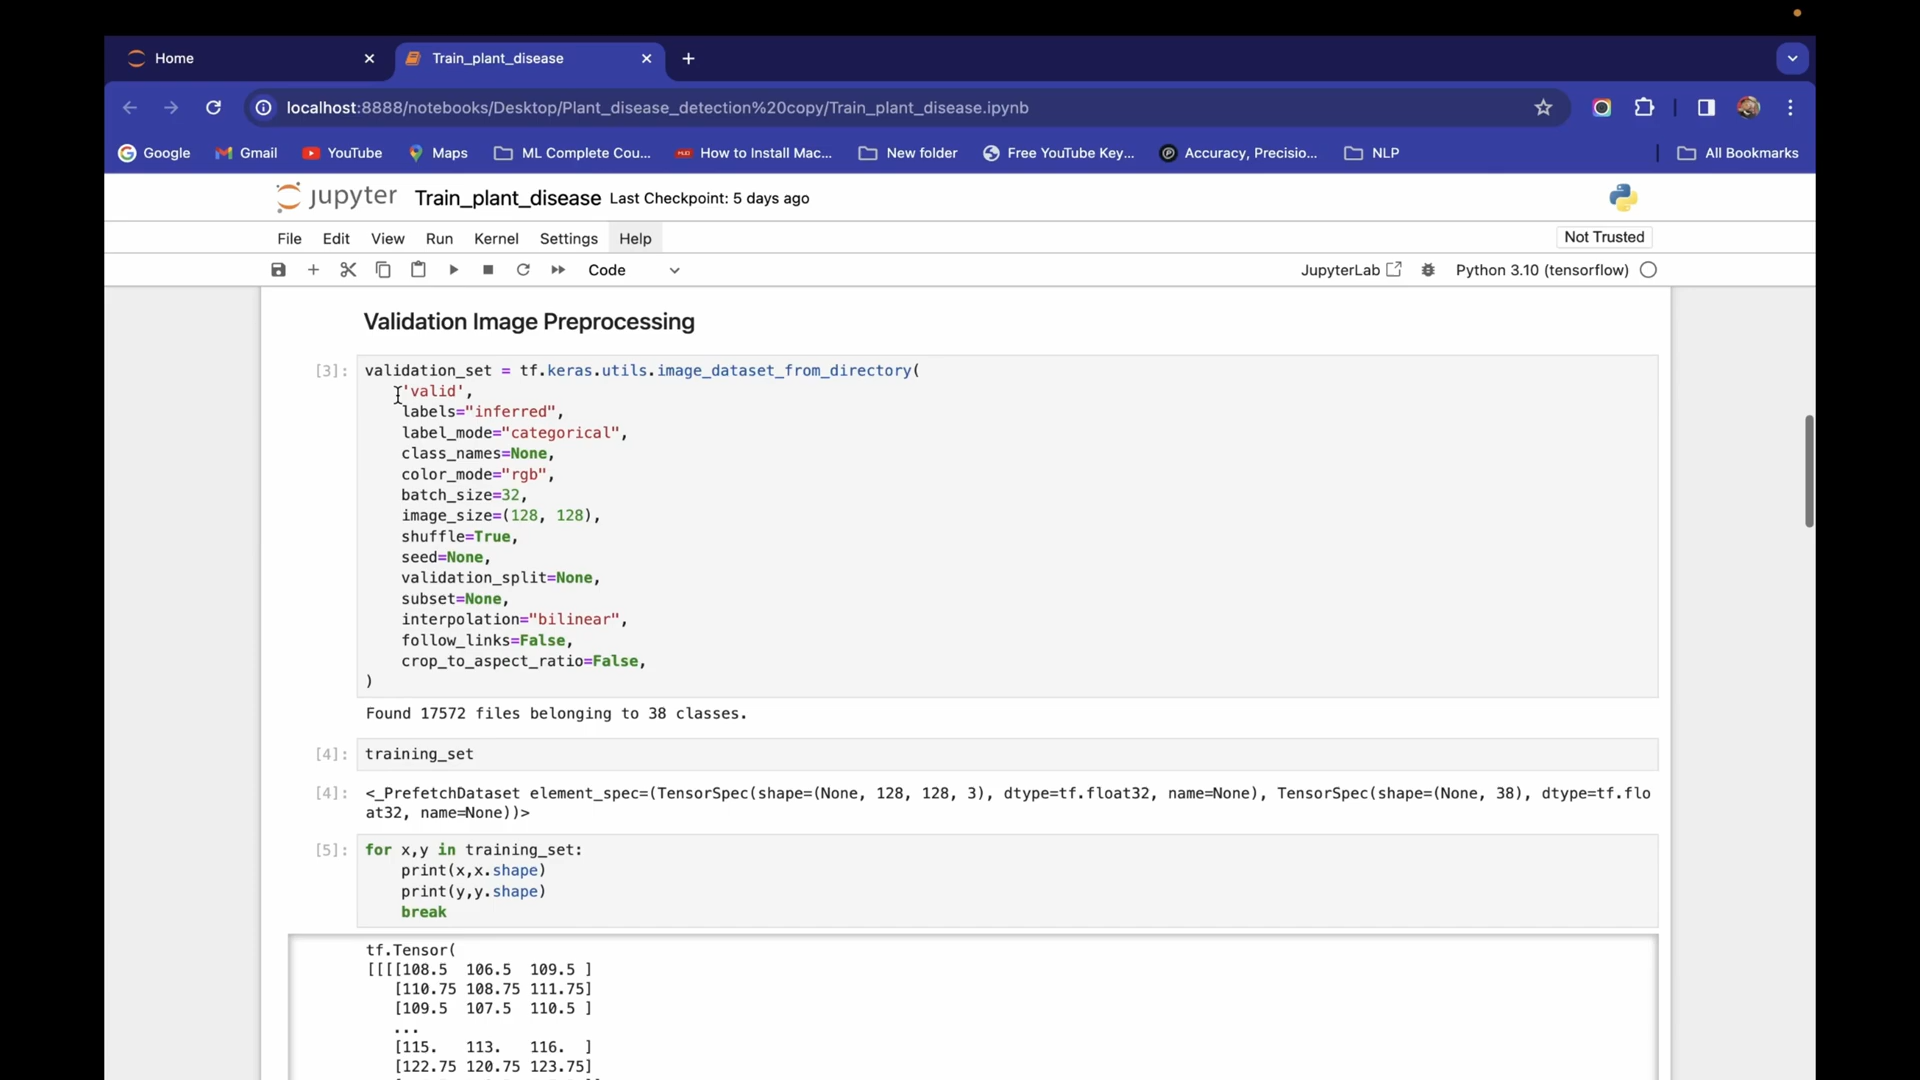 Home
Train_plant_disease
localhost:8888/notebooks/Desktop/Plant_disease_detection%20copy/Train_plant_disease.ipynb
Google Gmail YouTube Maps ML Complete Cou... How to Install Mac... New folder Free YouTube Key... Accuracy, Precisio... NLP All Bookmarks
jupyter Train_plant_disease Last Checkpoint: 5 days ago
File Edit View Run Kernel Settings Help Not Trusted
Code JupyterLab Python 3.10 (tensorflow)
Validation Image Preprocessing
[3]: validation_set = tf.keras.utils.image_dataset_from_directory(
'valid',
labels="inferred",
label_mode="categorical",
class_names=None,
color_mode="rgb",
batch_size=32,
image_size=(128, 128),
shuffle=True,
seed=None,
validation_split=None,
subset=None,
interpolation="bilinear",
follow_links=False,
crop_to_aspect_ratio=False,
)
Found 17572 files belonging to 38 classes.
[4]: training_set
[4]: <_PrefetchDataset element_spec=(TensorSpec(shape=(None, 128, 128, 3), dtype=tf.float32, name=None), TensorSpec(shape=(None, 38), dtype=tf.flo
at32, name=None))>
[5]: for x,y in training_set:
print(x,x.shape)
print(y,y.shape)
break
tf.Tensor(
[[[[108.5 106.5 109.5 ]
[110.75 108.75 111.75]
[109.5 107.5 110.5 ]
...
[115. 113. 116. ]
[122.75 120.75 123.75]